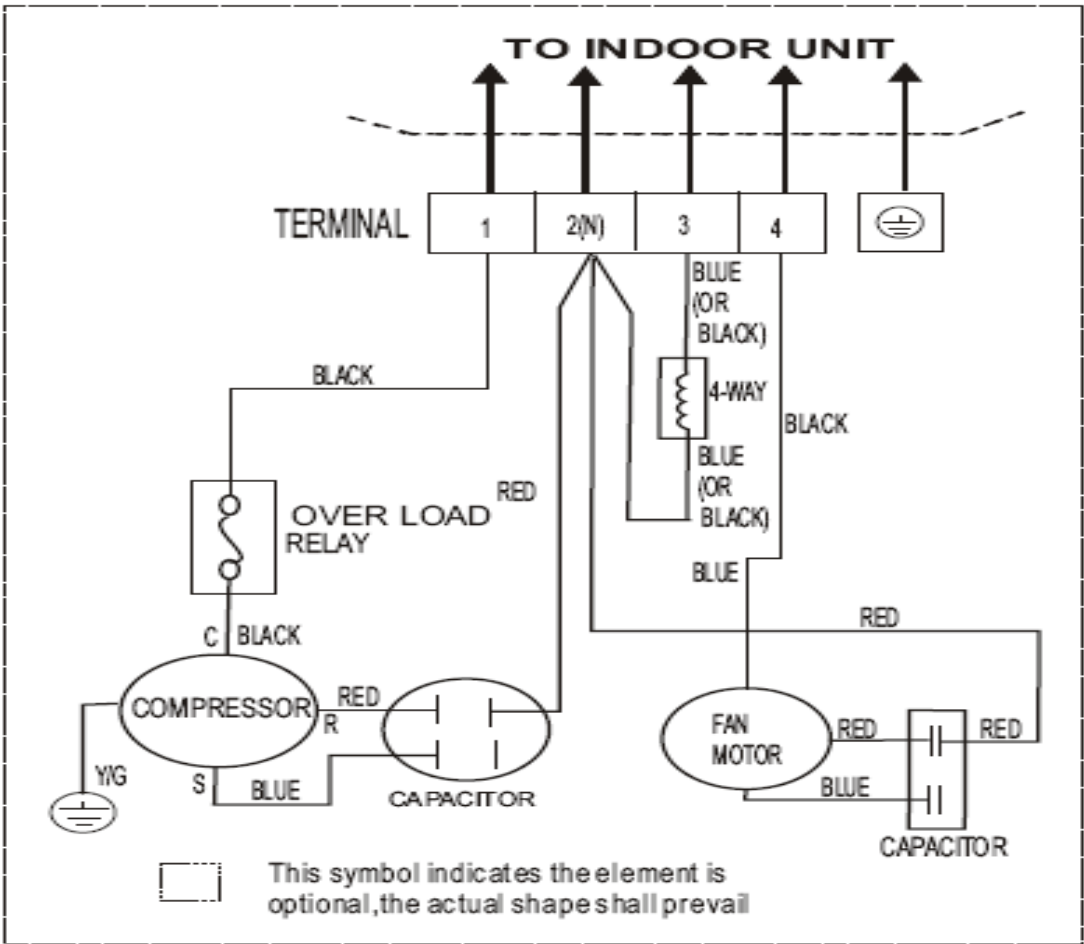 TO INDOOR UNIT
TERMINAL
1
2(N)
3
4
BLUE
(OR
BLACK)
BLACK
4-WAY
BLACK
BLUE
(OR
BLACK)
RED
OVER LOAD
RELAY
BLUE
RED
C
BLACK
COMPRESSOR
RED
R
FAN
MOTOR
RED
RED
Y/G
S
BLUE
CAPACITOR
BLUE
CAPACITOR
This symbol indicates the element is
optional,the actual shape shall prevail